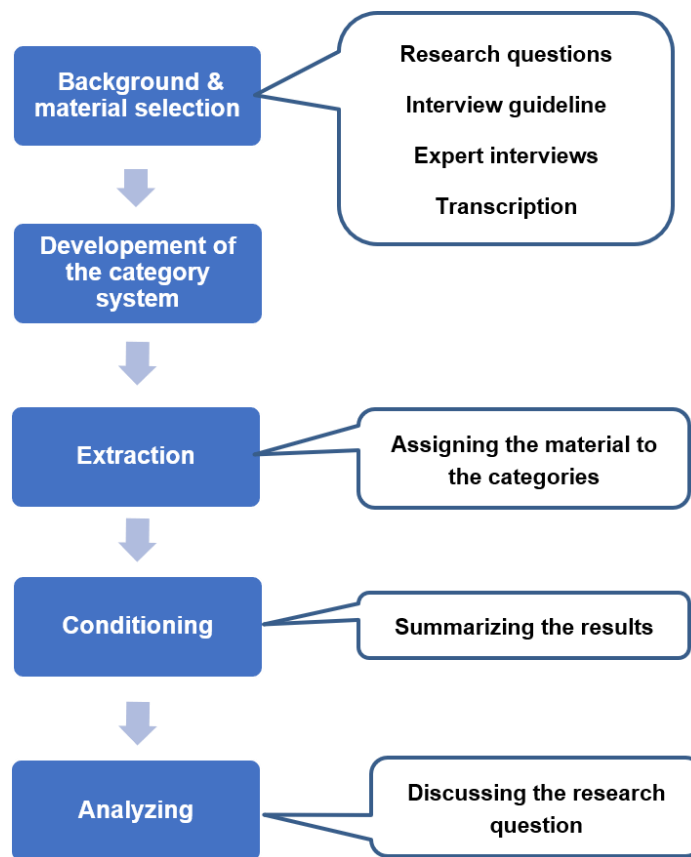 Background &
material selection
Research questions
Interview guideline
Expert interviews
Transcription
Developement of
the category
system
Extraction
Assigning the material to
the categories
Conditioning
Summarizing the results
Analyzing
Discussing the research
question